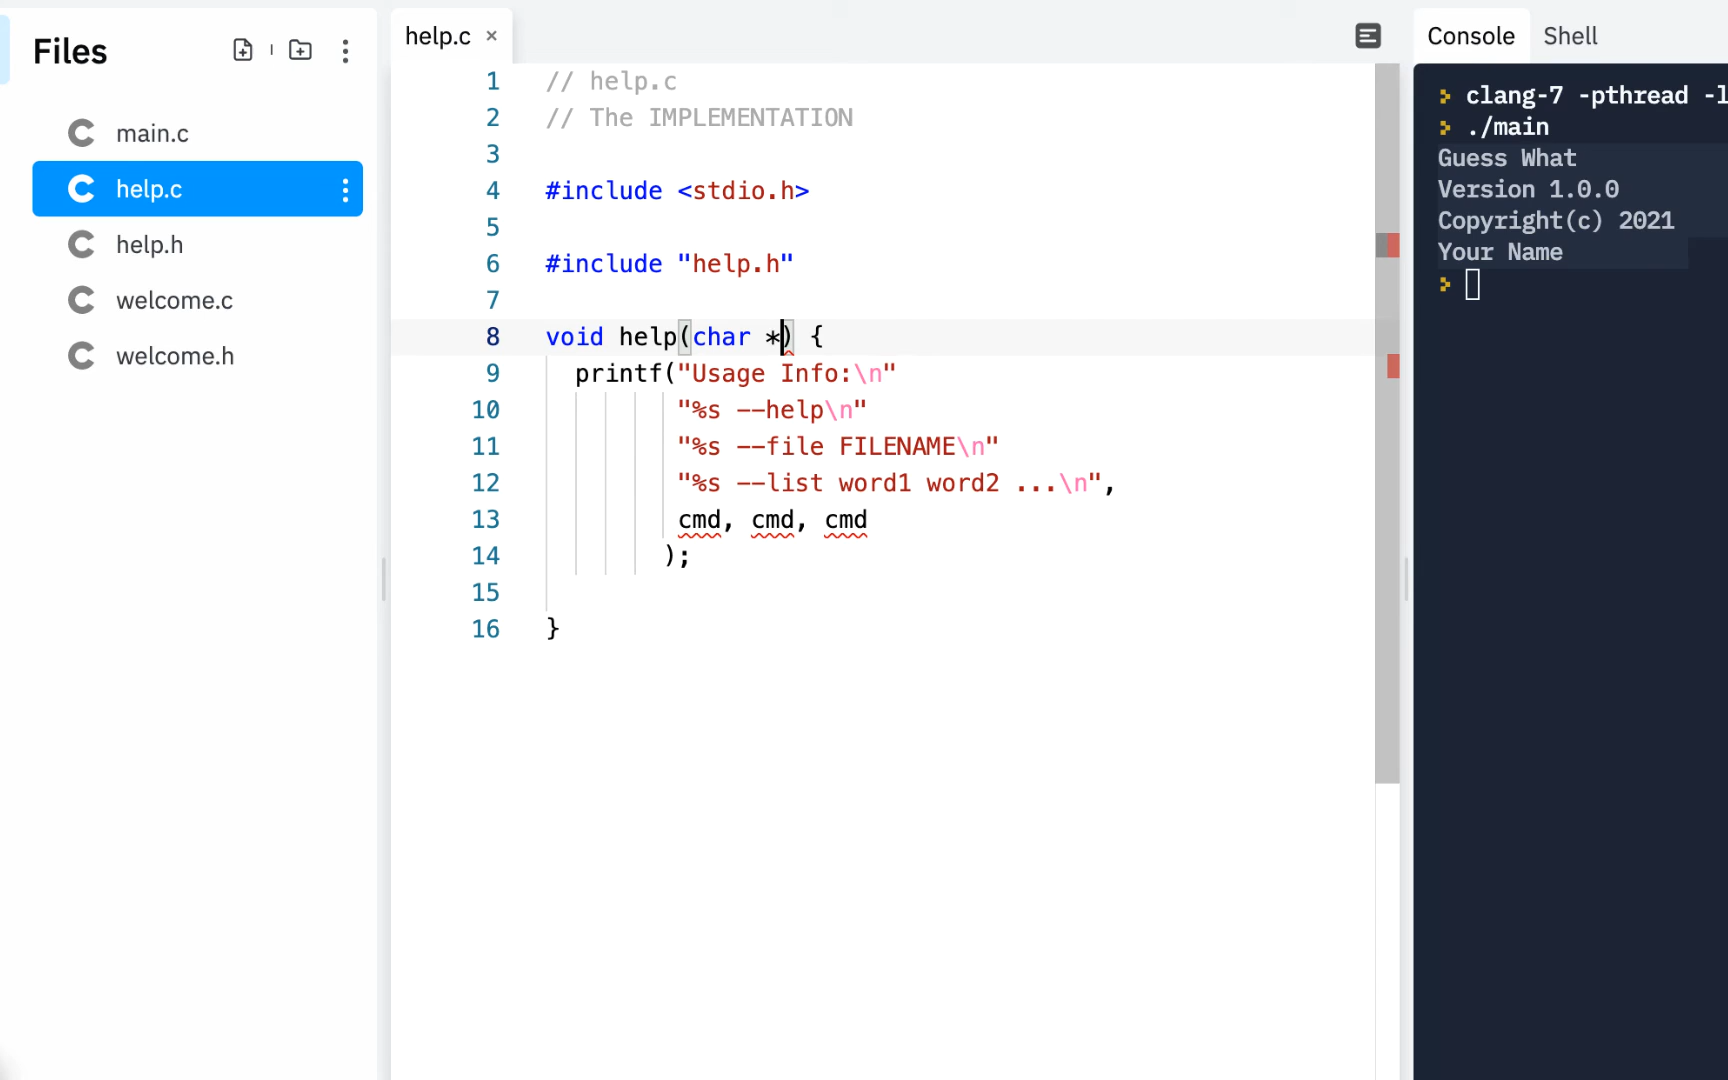 Files
main.c
help.c
help.h
welcome.c
welcome.h
help.c ×
1 // help.c
2 // The IMPLEMENTATION
3
4 #include <stdio.h>
5
6 #include "help.h"
7
8 void help(char *) {
9 printf("Usage Info:\n"
10 "%s --help\n"
11 "%s --file FILENAME\n"
12 "%s --list word1 word2 ...\n",
13 cmd, cmd, cmd
14 );
15
16 }
Console Shell
> clang-7 -pthread -l
> ./main
Guess What
Version 1.0.0
Copyright(c) 2021
Your Name
>